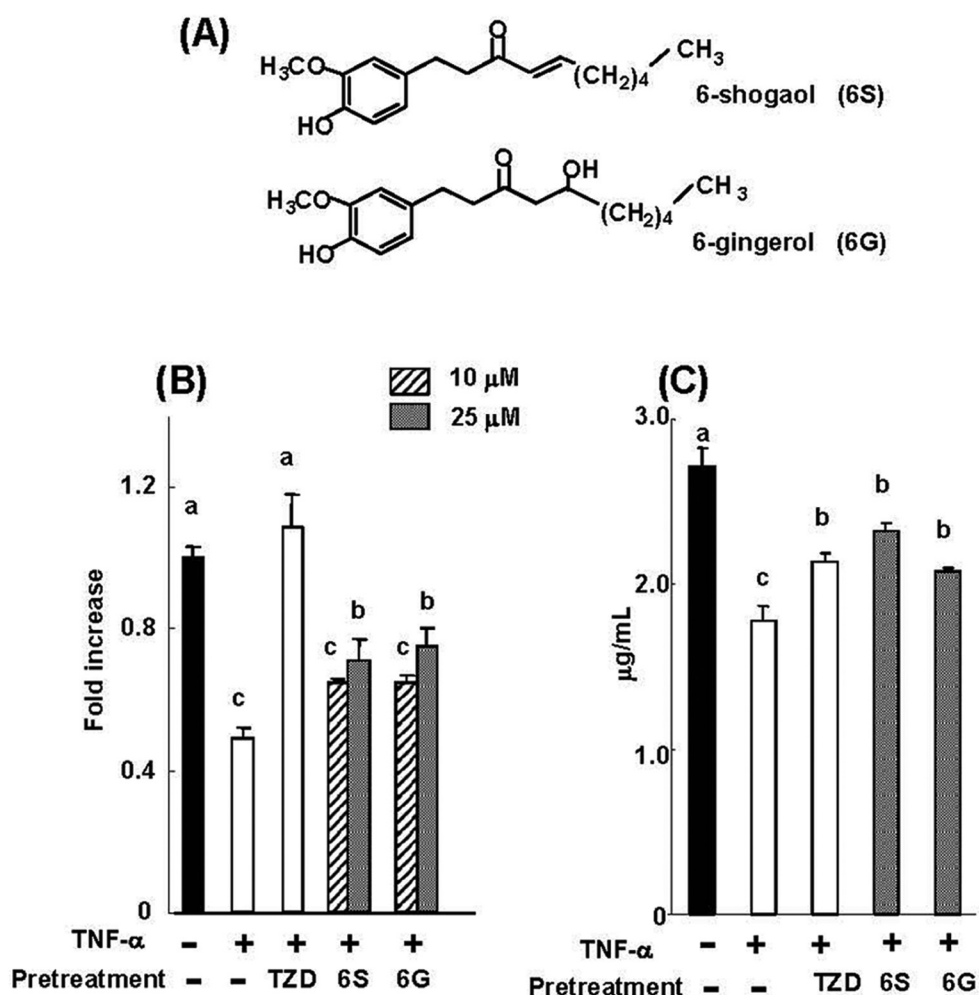 (A)
O
H3CO
HO
(CH2)4
CH3
6-shogaol (6S)
O
OH
H3CO
HO
(CH2)4
CH3
6-gingerol (6G)
(B)
10 μM
25 μM
Fold increase
1.2
0.8
0.4
0
a
c
a
c
b
c
b
TNF-α - + + + +
Pretreatment - - TZD 6S 6G
(C)
μg/mL
3.0
2.0
1.0
0
a
c
b
b
b
TNF-α - + + + +
Pretreatment - - TZD 6S 6G